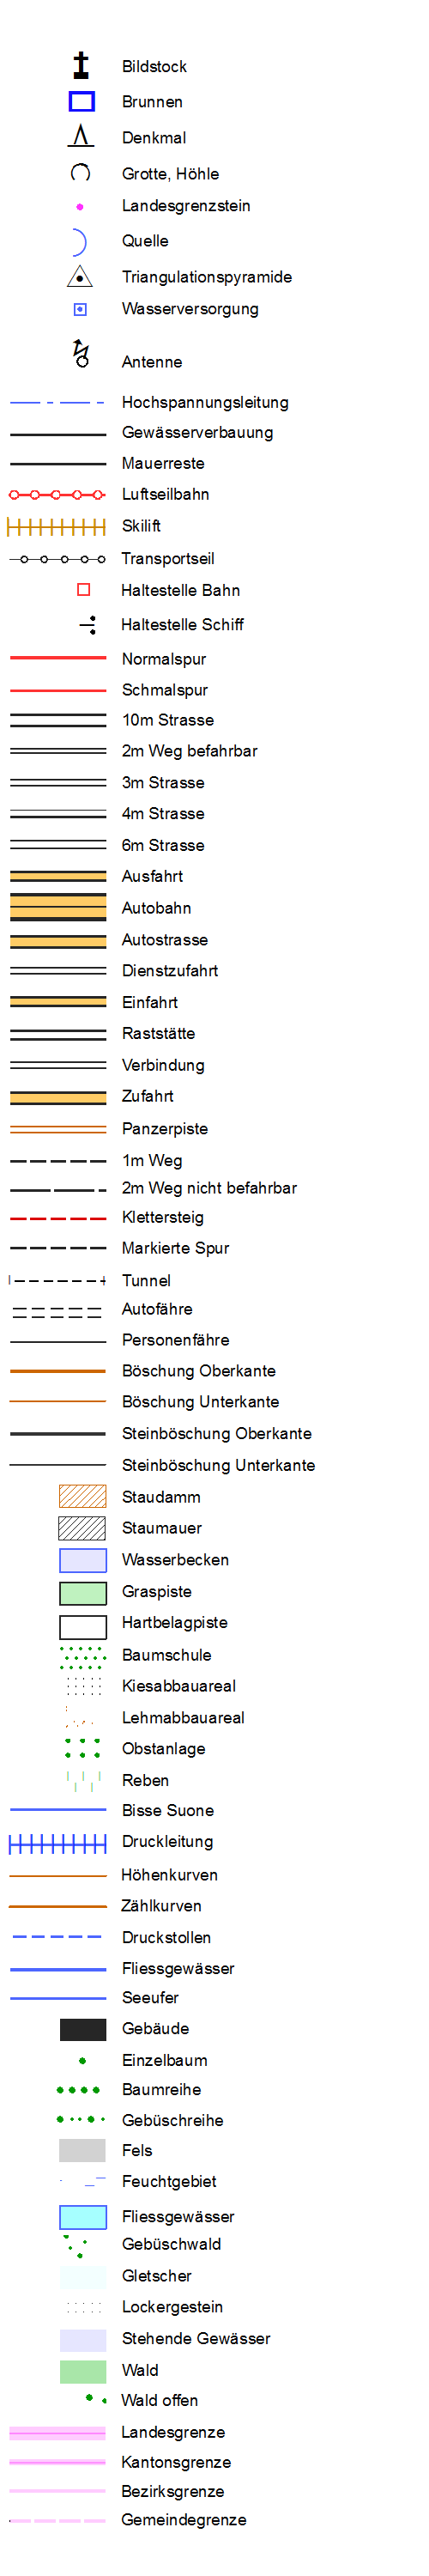 Bildstock
Brunnen
Denkmal
Grotte, Höhle
Landesgrenzstein
Quelle
Triangulationspyramide
Wasserversorgung
Antenne
Hochspannungsleitung
Gewässerverbauung
Mauerreste
Luftseilbahn
Skilift
Transportseil
Haltestelle Bahn
Haltestelle Schiff
Normalspur
Schmalspur
10m Strasse
2m Weg befahrbar
3m Strasse
4m Strasse
6m Strasse
Ausfahrt
Autobahn
Autostrasse
Dienstzufahrt
Einfahrt
Raststätte
Verbindung
Zufahrt
Panzerpiste
1m Weg
2m Weg nicht befahrbar
Klettersteig
Markierte Spur
Tunnel
Autofähre
Personenfähre
Böschung Oberkante
Böschung Unterkante
Steinböschung Oberkante
Steinböschung Unterkante
Staudamm
Staumauer
Wasserbecken
Graspiste
Hartbelagpiste
Baumschule
Kiesabbauareal
Lehmabbauareal
Obstanlage
Reben
Bisse Suone
Druckleitung
Höhenkurven
Zählkurven
Druckstollen
Fliessgewässer
Seeufer
Gebäude
Einzelbaum
Baumreihe
Gebüschreihe
Fels
Feuchtgebiet
Fliessgewässer
Gebüschwald
Gletscher
Lockergestein
Stehende Gewässer
Wald
Wald offen
Landesgrenze
Kantonsgrenze
Bezirksgrenze
Gemeindegrenze